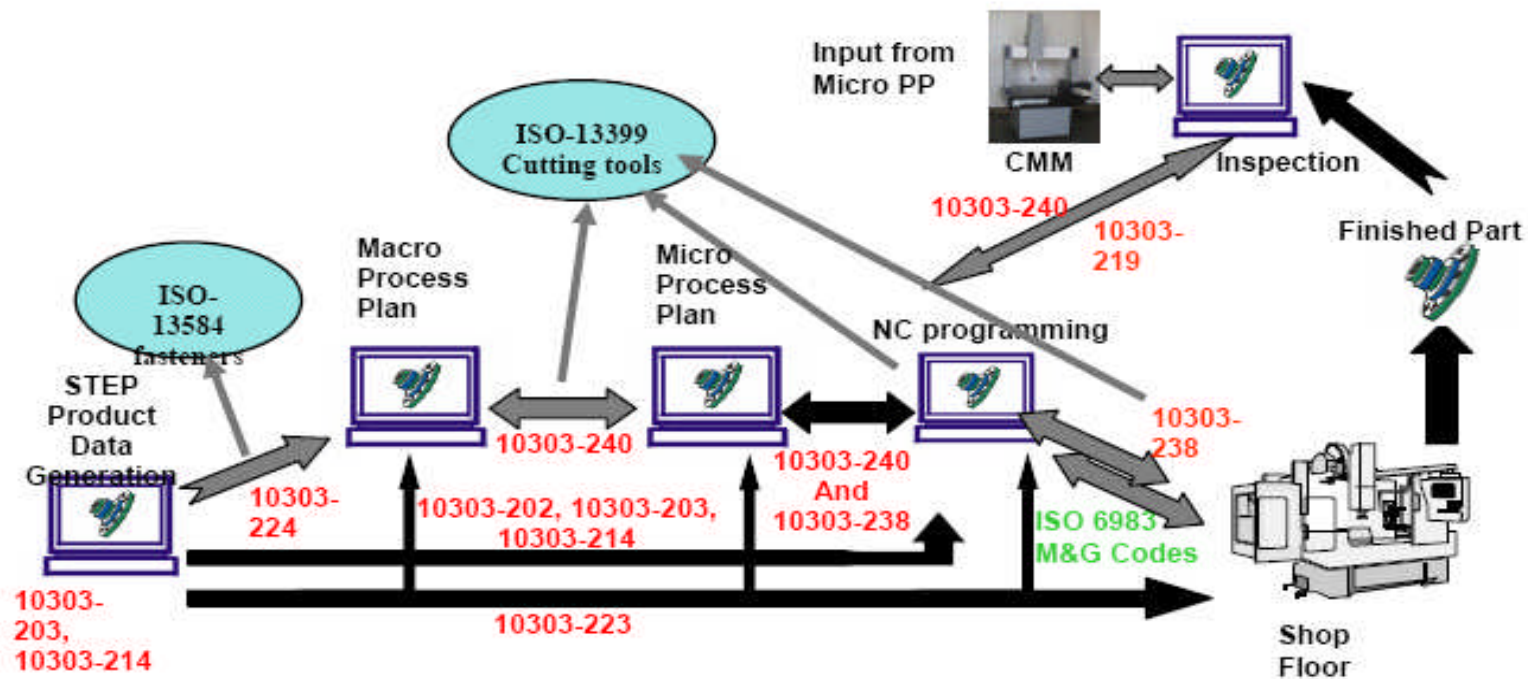 Input from
Micro PP
CMM
Inspection
ISO-13399
Cutting tools
10303-240
10303-
219
Finished Part
Macro
Process
Plan
Micro
Process
Plan
NC programming
ISO-
13584
fasteners
STEP
Product
Data
Generation
10303-
224
10303-240
10303-240
And
10303-238
10303-
238
10303-202, 10303-203,
10303-214
ISO 6983
M&G Codes
10303-
203,
10303-214
10303-223
Shop
Floor